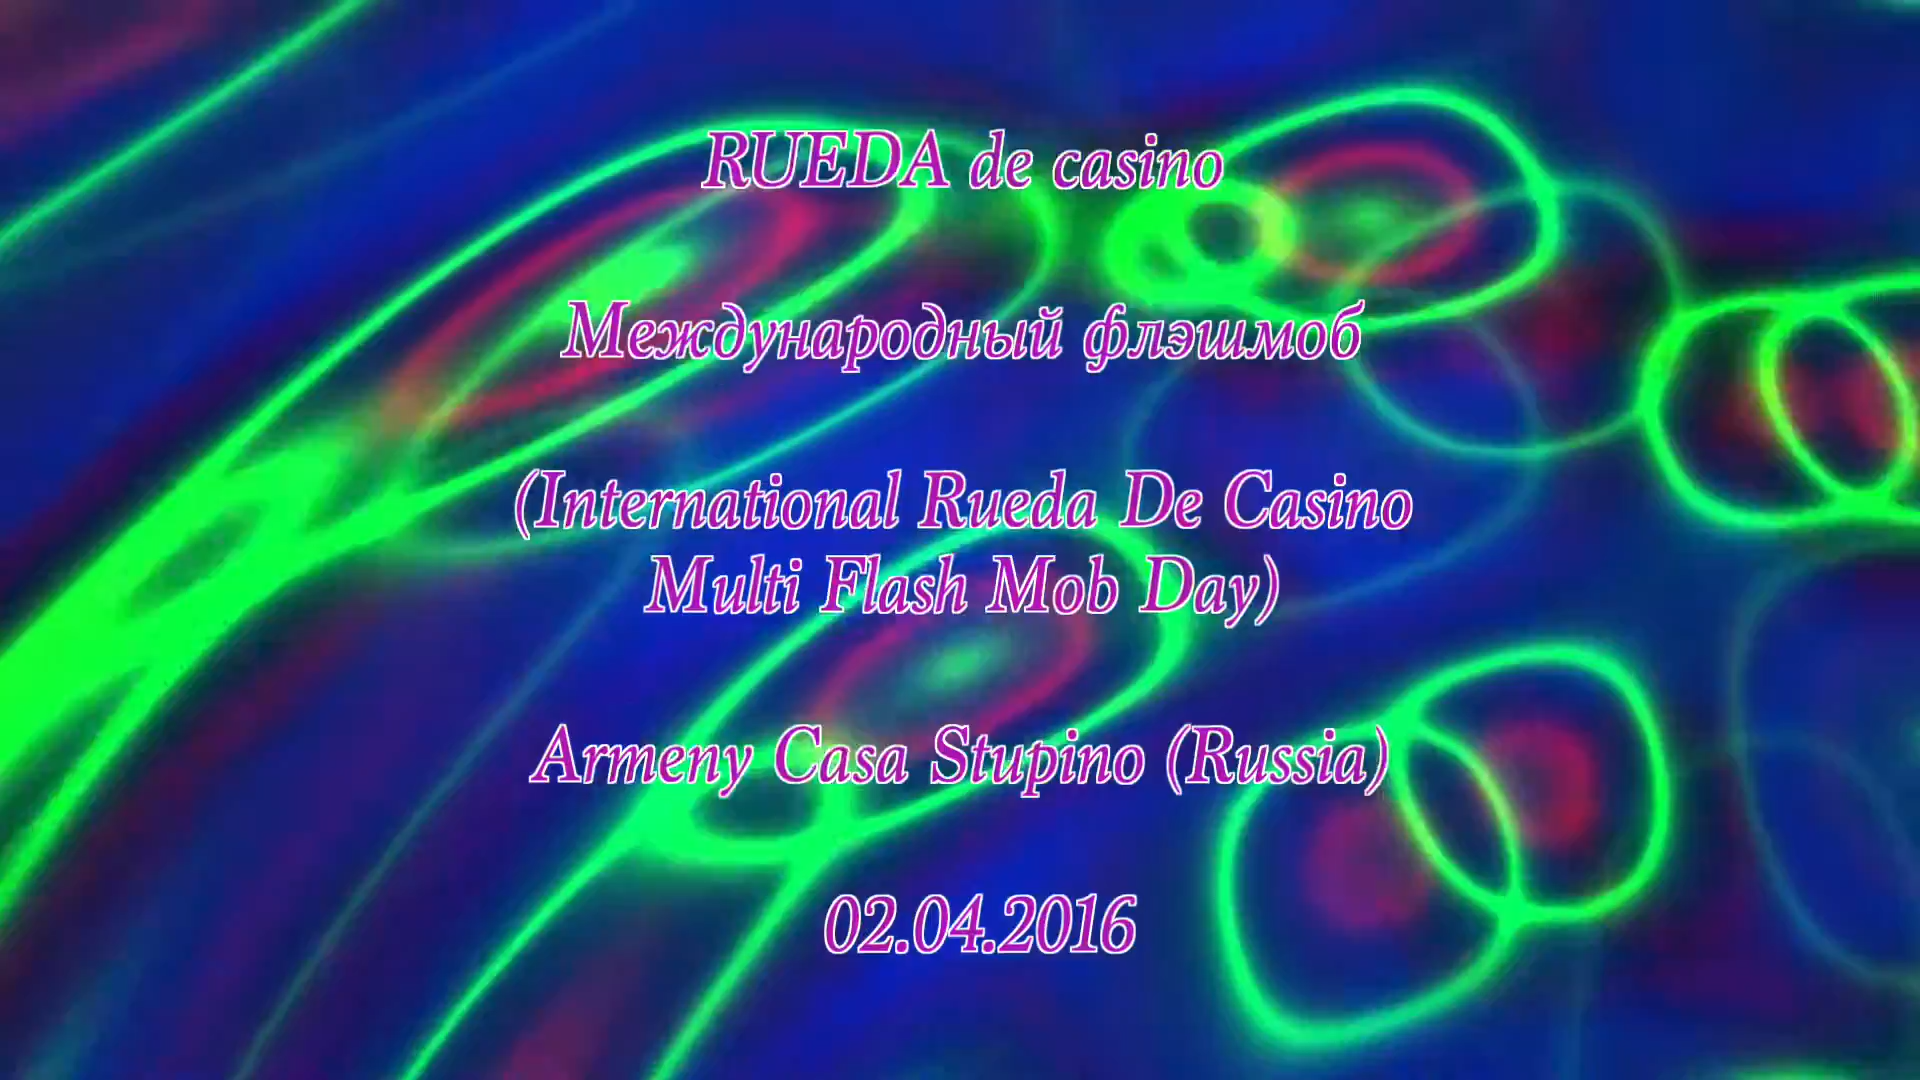 RUEDA de casino
Международный флэшмоб
(International Rueda De Casino
Multi Flash Mob Day)
Armeny Casa Stupino (Russia)
02.04.2016